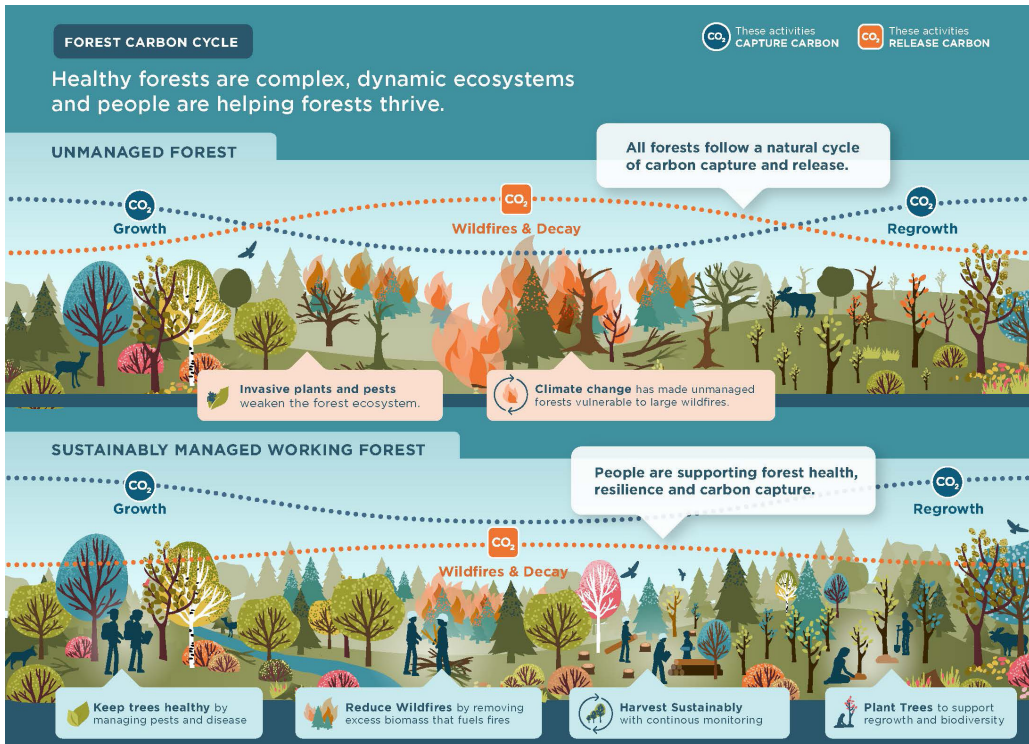 FOREST CARBON CYCLE
CO2
These activities
CAPTURE CARBON
CO2
These activities
RELEASE CARBON
Healthy forests are complex, dynamic ecosystems
and people are helping forests thrive.
UNMANAGED FOREST
All forests follow a natural cycle
of carbon capture and release.
CO2
Growth
CO2
Wildfires & Decay
CO2
Regrowth
Invasive plants and pests
weaken the forest ecosystem.
Climate change has made unmanaged
forests vulnerable to large wildfires.
SUSTAINABLY MANAGED WORKING FOREST
People are supporting forest health,
resilience and carbon capture.
CO2
Growth
CO2
Wildfires & Decay
CO2
Regrowth
Keep trees healthy by
managing pests and disease
Reduce Wildfires by removing
excess biomass that fuels fires
Harvest Sustainably
with continous monitoring
Plant Trees to support
regrowth and biodiversity